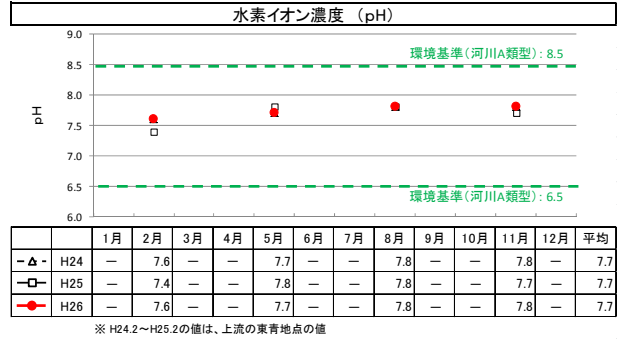 水素イオン濃度 （pH）
9.0
8.5
8.0
7.5
7.0
6.5
6.0
pH
環境基準（河川A類型）：8.5
環境基準（河川A類型）：6.5
1月 2月 3月 4月 5月 6月 7月 8月 9月 10月 11月 12月 平均
H24 － 7.6 － － 7.7 － － 7.8 － － 7.8 － 7.7
H25 － 7.4 － － 7.8 － － 7.8 － － 7.7 － 7.7
H26 － 7.6 － － 7.7 － － 7.8 － － 7.8 － 7.7
※ H24.2～H25.2の値は、上流の東青地点の値